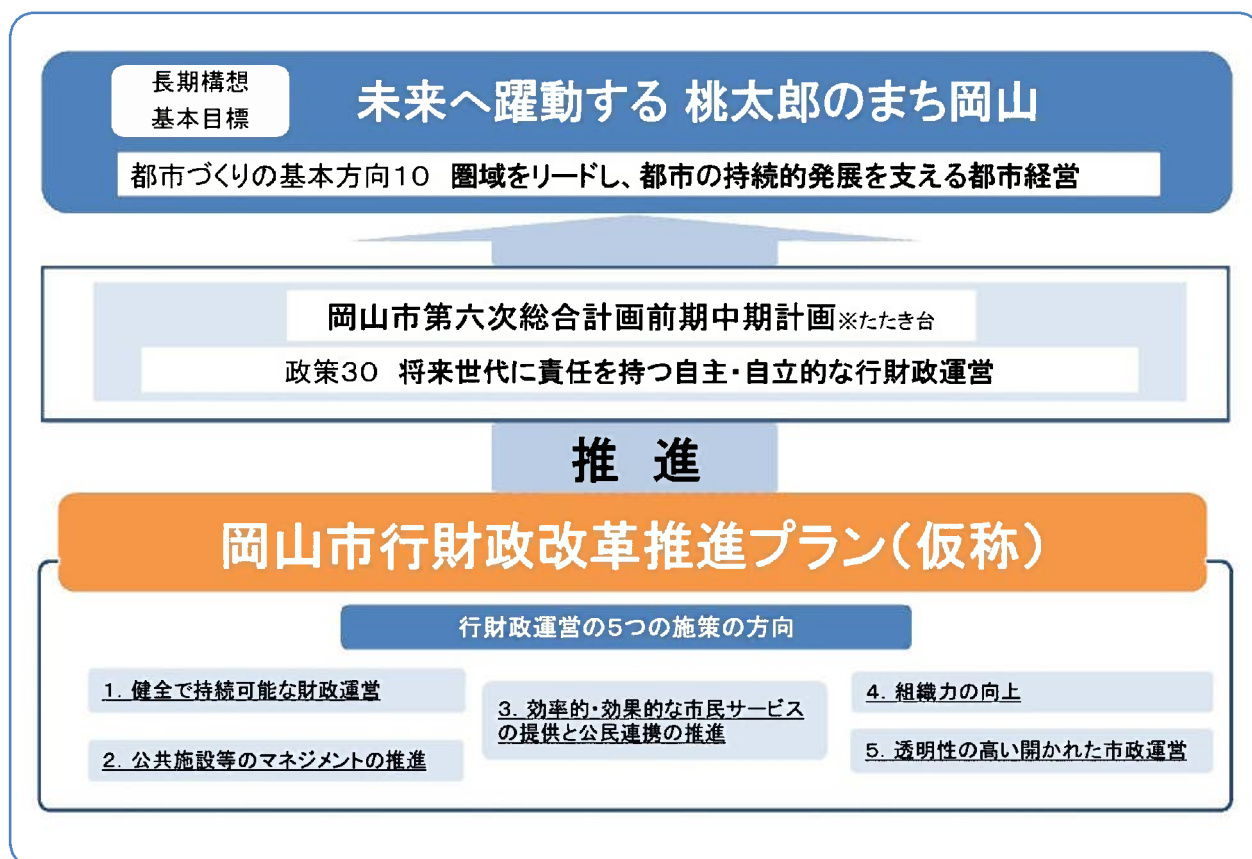 長期構想
基本目標
未来へ躍動する 桃太郎のまち岡山
都市づくりの基本方向10 圏域をリードし、都市の持続的発展を支える都市経営
岡山市第六次総合計画前期中期計画※たたき台
政策30 将来世代に責任を持つ自主・自立的な行財政運営
推 進
岡山市行財政改革推進プラン(仮称)
行財政運営の5つの施策の方向
1. 健全で持続可能な財政運営
2. 公共施設等のマネジメントの推進
3. 効率的・効果的な市民サービス
の提供と公民連携の推進
4. 組織力の向上
5. 透明性の高い開かれた市政運営